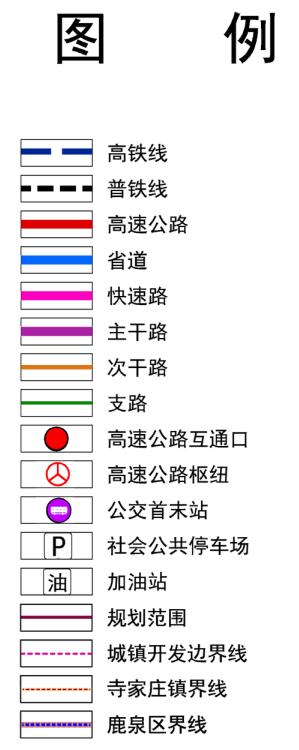 图 例
高铁线
普铁线
高速公路
省道
快速路
主干路
次干路
支路
高速公路互通口
高速公路枢纽
公交首末站
P 社会公共停车场
油 加油站
规划范围
城镇开发边界线
寺家庄镇界线
鹿泉区界线